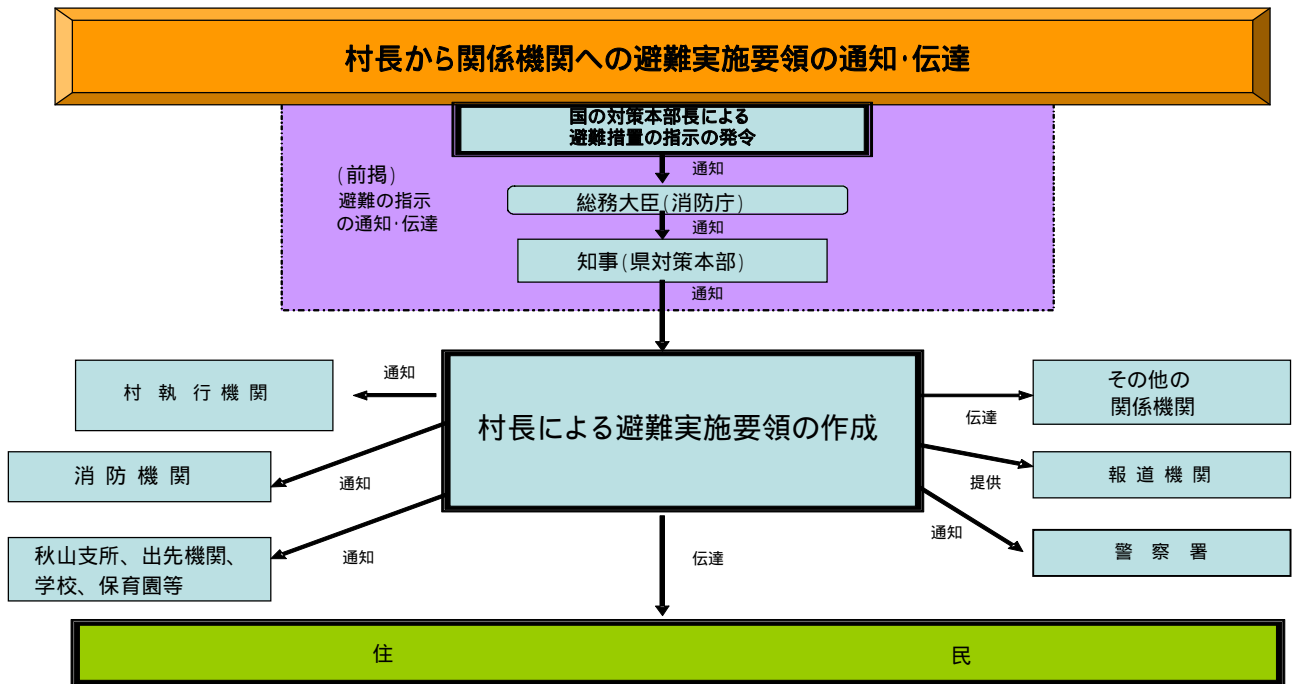 村長から関係機関への避難実施要領の通知・伝達
国の対策本部長による
避難措置の指示の発令
(前掲)
避難の指示
の通知・伝達
通知
総務大臣(消防庁)
通知
知事(県対策本部)
通知
村執行機関
通知
その他の
関係機関
伝達
村長による避難実施要領の作成
消防機関
通知
報道機関
提供
秋山支所、出先機関、
学校、保育園等
通知
警察署
通知
伝達
住民